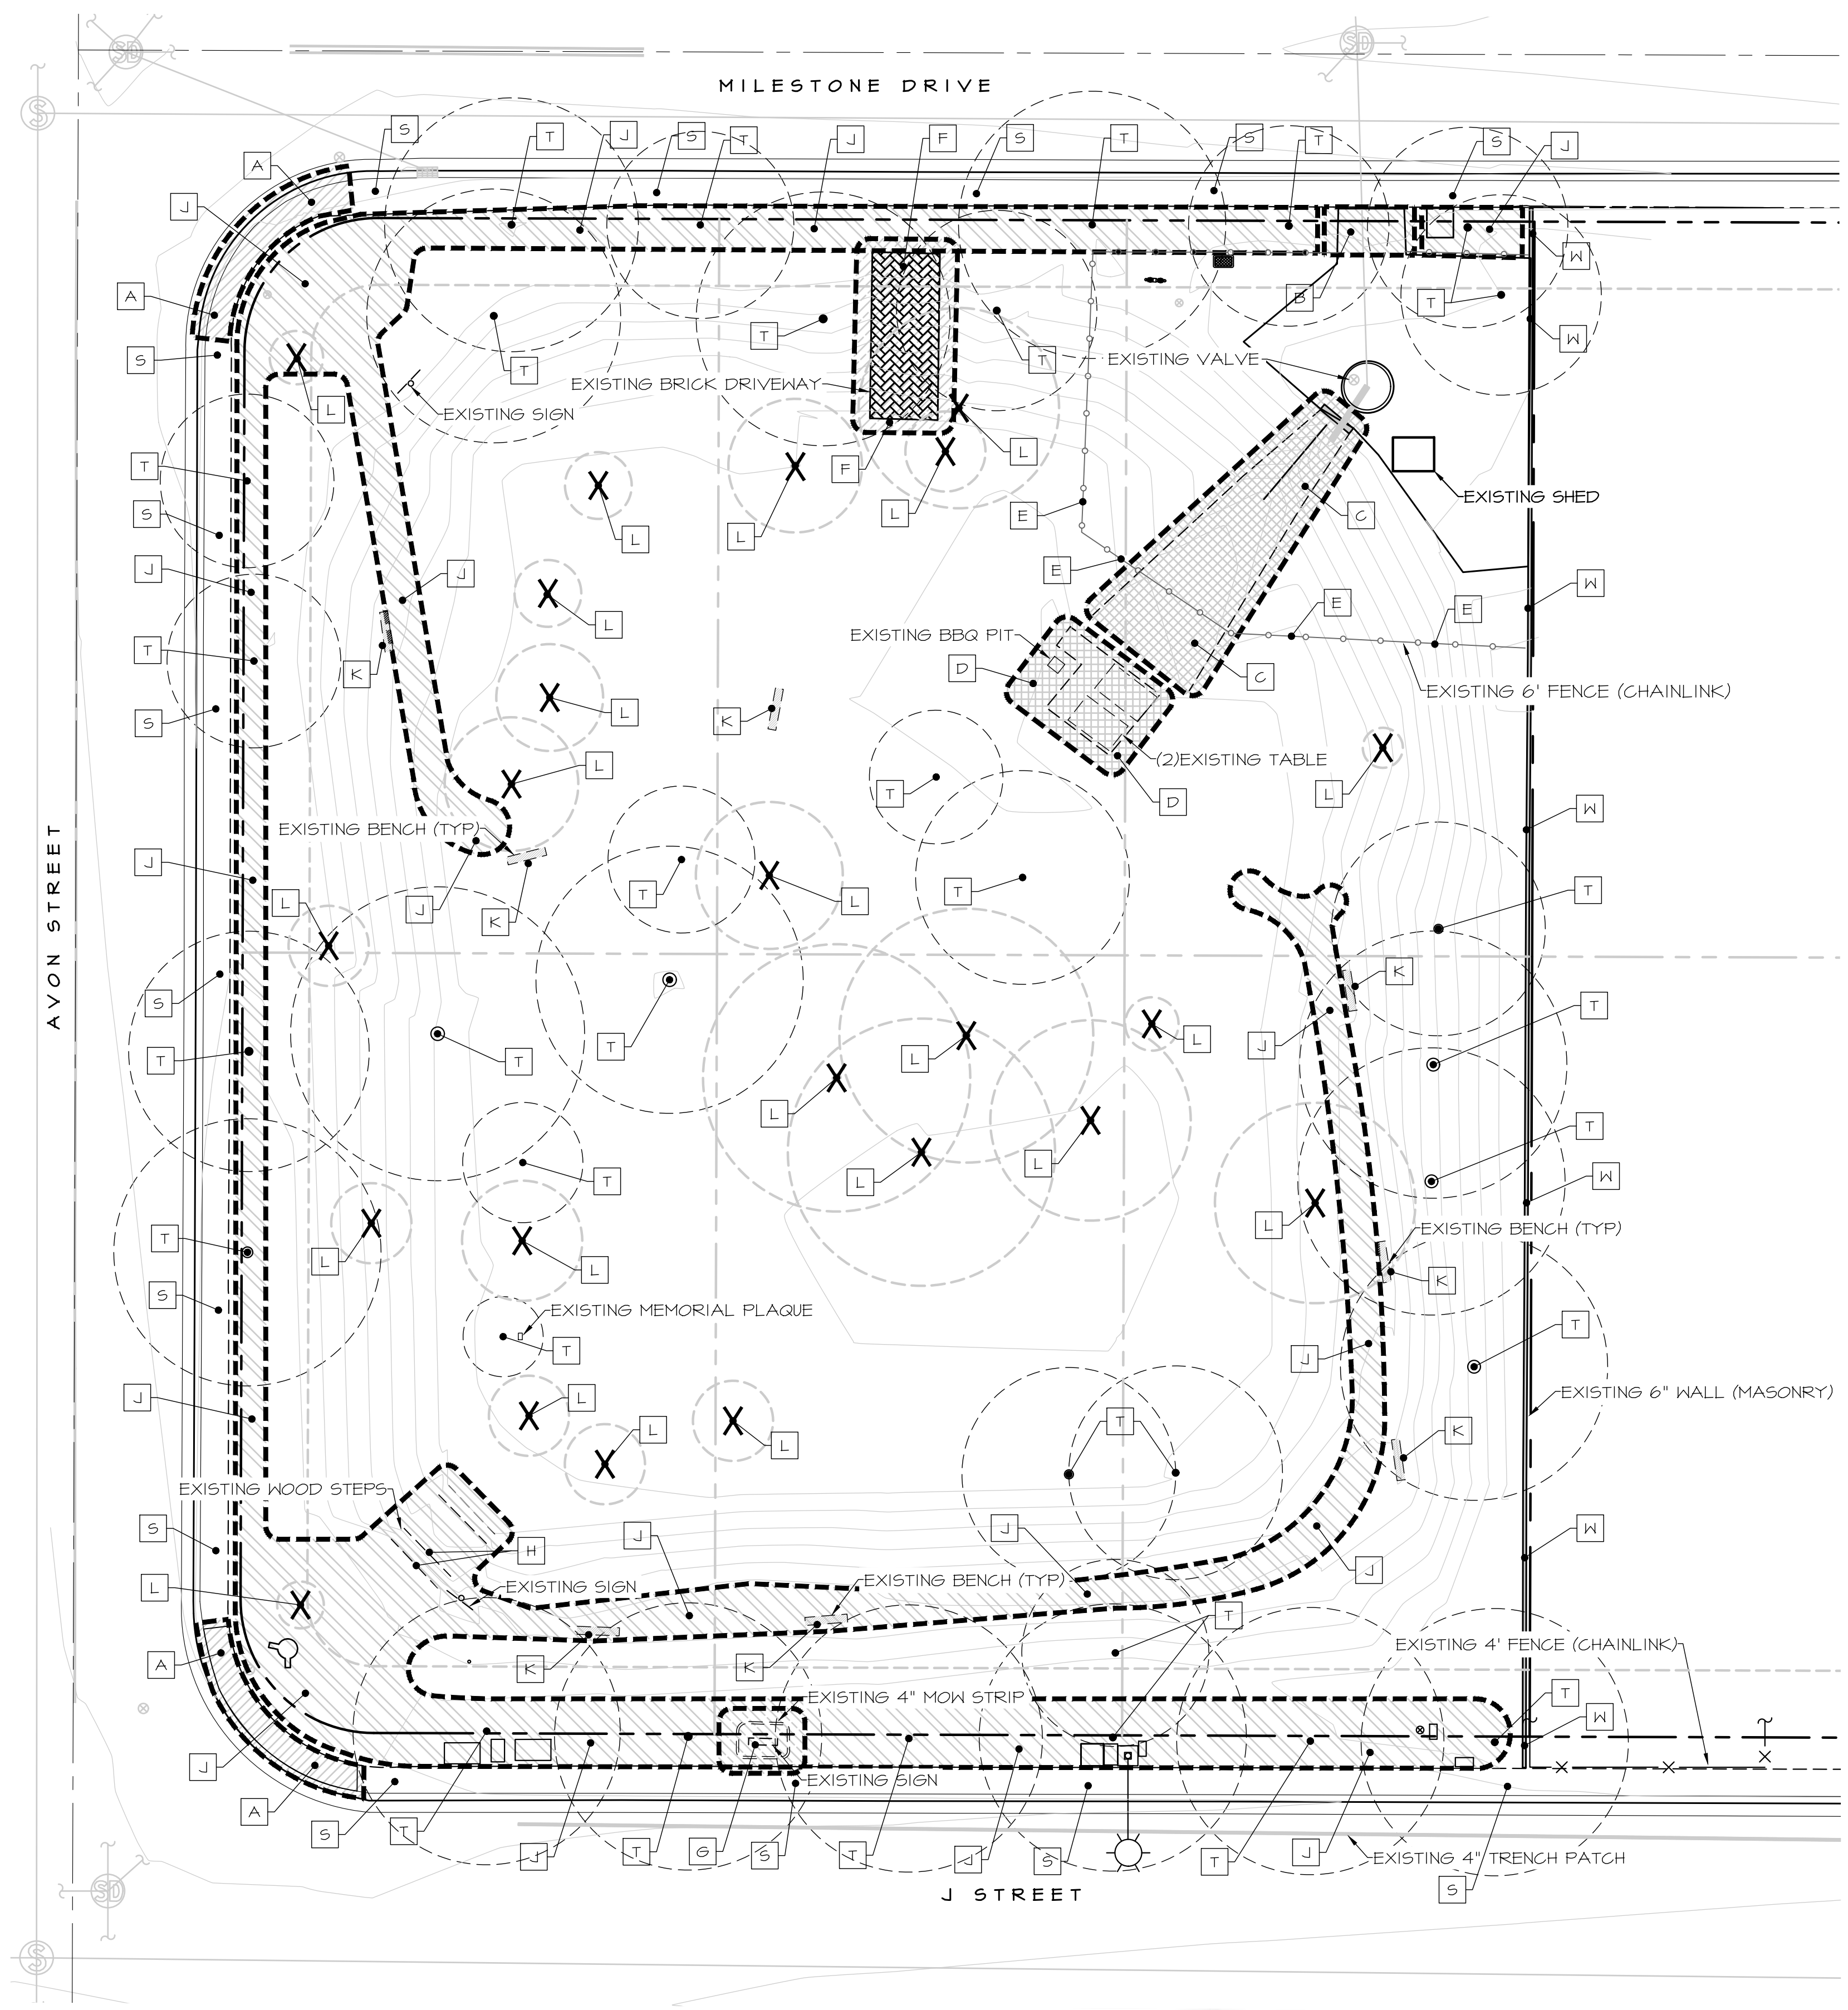 SD
SD
MILESTONE DRIVE
S
S
T
J
S
T
J
F
S
T
S
T
S
J
A
J
W
A
T
B
T
W
S
T
EXISTING VALVE
T
EXISTING BRICK DRIVEWAY
L
EXISTING SIGN
T
L
F
EXISTING SHED
S
L
L
L
E
C
J
J
E
W
E
E
T
L
EXISTING BBQ PIT
K
D
C
EXISTING 6' FENCE (CHAINLINK)
S
L
K
L
(2)EXISTING TABLE
T
L
D
W
EXISTING BENCH (TYP)
AVON STREET
J
T
T
T
L
L
J
K
K
S
J
T
T
T
T
L
L
L
T
L
T
L
W
T
L
L
EXISTING BENCH (TYP)
T
L
L
K
S
EXISTING MEMORIAL PLAQUE
T
T
J
J
L
EXISTING 6" WALL (MASONRY)
L
T
K
L
EXISTING WOOD STEPS
S
J
J
W
H
J
L
EXISTING SIGN
EXISTING BENCH (TYP)
T
EXISTING 4' FENCE (CHAINLINK)
A
K
K
T
EXISTING 4" MOW STRIP
W
J
EXISTING SIGN
A
S
T
J
T
G
S
T
J
S
T
J
EXISTING 4" TRENCH PATCH
S
SD
J STREET
S